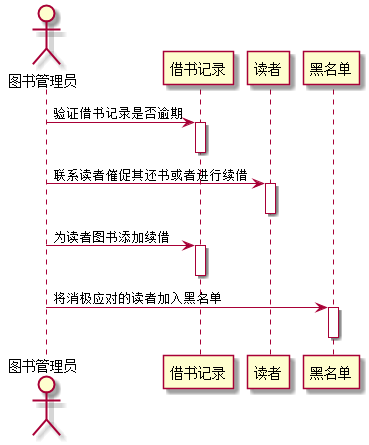 图书管理员
借书记录
读者
黑名单
验证借书记录是否逾期
联系读者催促其还书或者进行续借
为读者图书添加续借
将消极应对的读者加入黑名单
图书管理员
借书记录
读者
黑名单